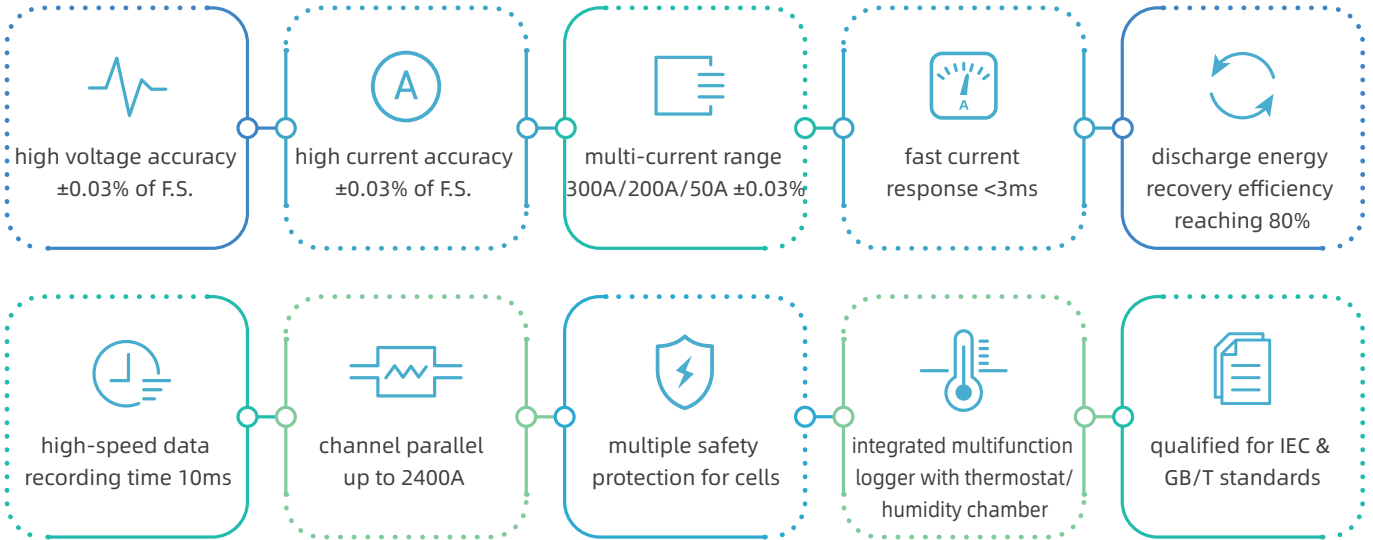 high voltage accuracy
±0.03% of F.S.
A
high current accuracy
±0.03% of F.S.
multi-current range
300A/200A/50A ±0.03%
A
fast current
response <3ms
discharge energy
recovery efficiency
reaching 80%
high-speed data
recording time 10ms
channel parallel
up to 2400A
multiple safety
protection for cells
integrated multifunction
logger with thermostat/
humidity chamber
qualified for IEC &
GB/T standards